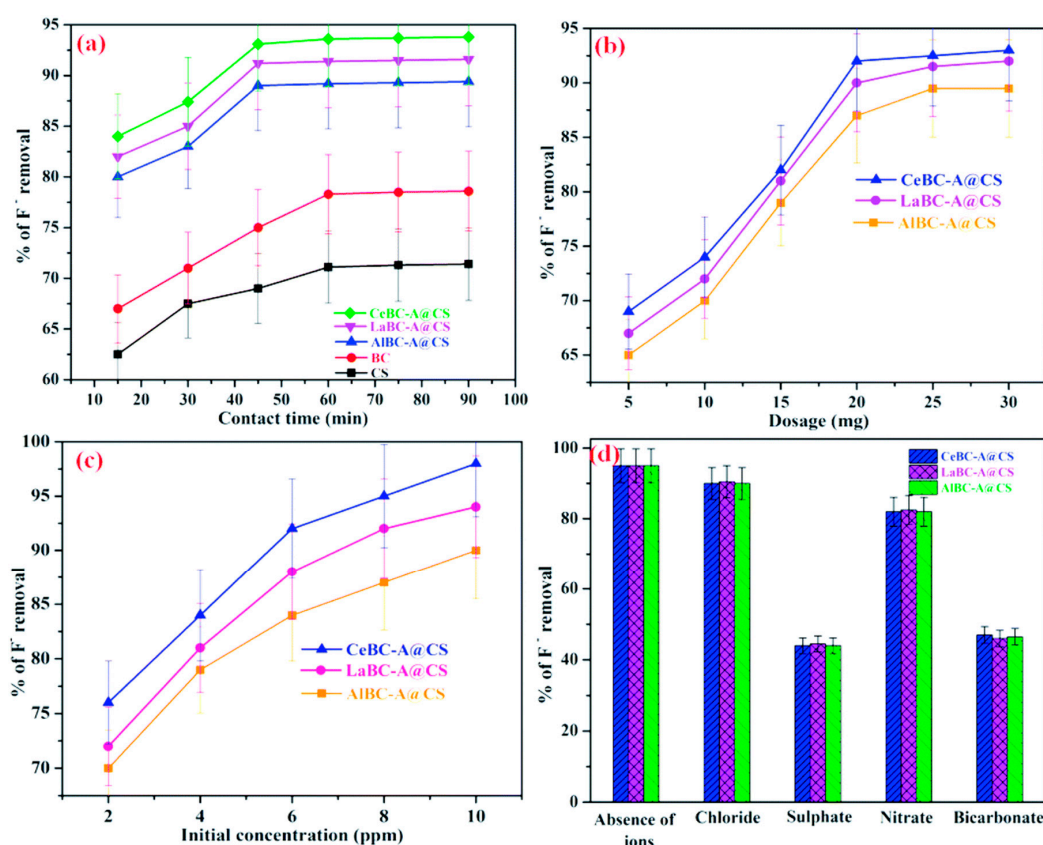 (a)
95
90
85
80
75
70
65
60
% of F⁻ removal
CeBC-A@CS
LaBC-A@CS
AlBC-A@CS
BC
CS
10 20 30 40 50 60 70 80 90 100
Contact time (min)
(b)
95
90
85
80
75
70
65
% of F⁻ removal
CeBC-A@CS
LaBC-A@CS
AlBC-A@CS
5 10 15 20 25 30
Dosage (mg)
(c)
100
95
90
85
80
75
70
% of F⁻ removal
CeBC-A@CS
LaBC-A@CS
AlBC-A@CS
2 4 6 8 10
Initial concentration (ppm)
(d)
100
80
60
40
20
0
% of F⁻ removal
CeBC-A@CS
LaBC-A@CS
AlBC-A@CS
Absence of Chloride Sulphate Nitrate Bicarbonate
ions